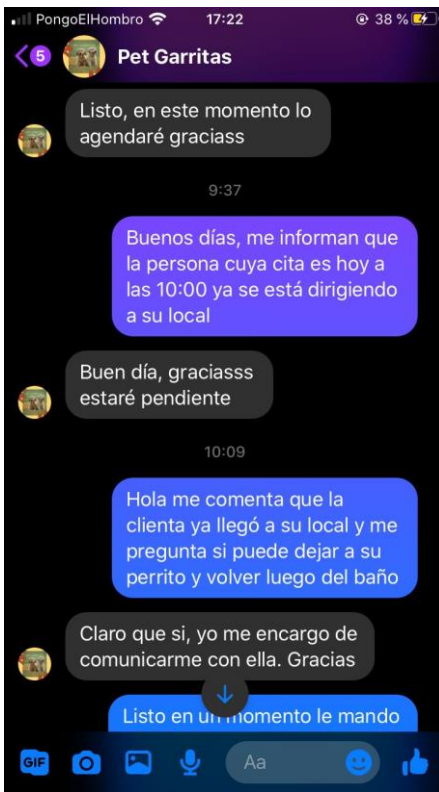 PongoElHombro 17:22 38 %
5 Pet Garritas
Listo, en este momento lo
agendaré graciass
9:37
Buenos días, me informan que
la persona cuya cita es hoy a
las 10:00 ya se está dirigiendo
a su local
Buen día, graciasss
estaré pendiente
10:09
Hola me comenta que la
clienta ya llegó a su local y me
pregunta si puede dejar a su
perrito y volver luego del baño
Claro que si, yo me encargo de
comunicarme con ella. Gracias
Listo en un momento le mando
GIF Aa